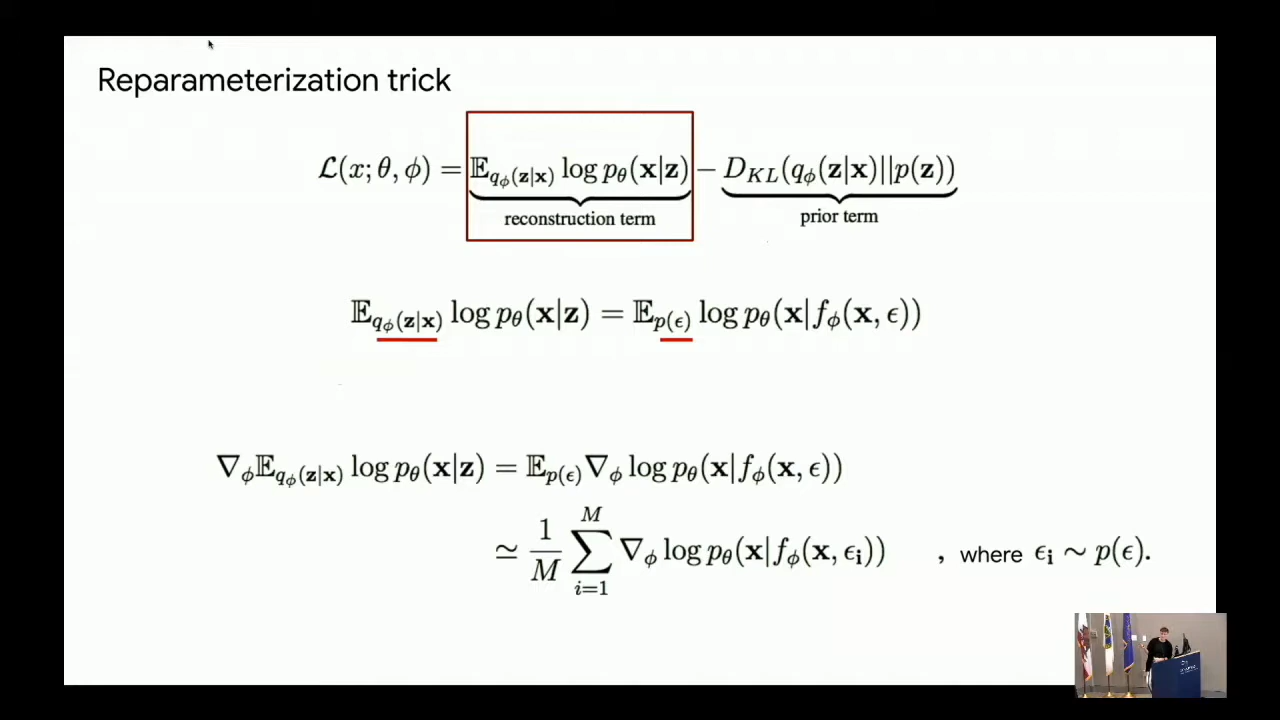 Reparameterization trick
ℒ(x; θ, ϕ) = 𝔼_{q_ϕ(𝐳|𝐱)} log p_θ(𝐱|𝐳) − D_{KL}(q_ϕ(𝐳|𝐱)||p(𝐳))
reconstruction term prior term
𝔼_{q_ϕ(𝐳|𝐱)} log p_θ(𝐱|𝐳) = 𝔼_{p(ϵ)} log p_θ(𝐱|f_ϕ(𝐱, ϵ))
∇_ϕ 𝔼_{q_ϕ(𝐳|𝐱)} log p_θ(𝐱|𝐳) = 𝔼_{p(ϵ)} ∇_ϕ log p_θ(𝐱|f_ϕ(𝐱, ϵ))
≃ \frac{1}{M} ∑_{i=1}^{M} ∇_ϕ log p_θ(𝐱|f_ϕ(𝐱, ϵ_𝐢)) , where ϵ_𝐢 ∼ p(ϵ).